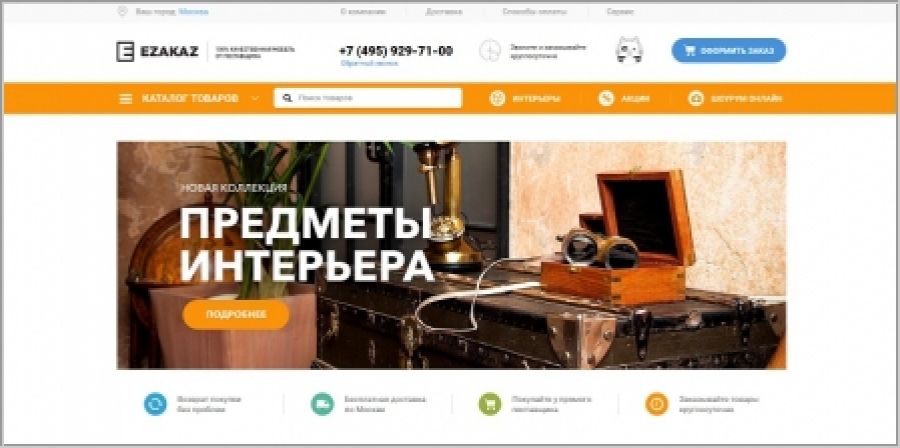 Ваш город: Москва
О компании
Доставка
Способы оплаты
Сервис
EZAKAZ
100% качественная мебель
от поставщика
+7 (495) 929-71-00
Обратный звонок
Звоните и заказывайте
круглосуточно
ОФОРМИТЬ ЗАКАЗ
КАТАЛОГ ТОВАРОВ
Поиск товаров
ИНТЕРЬЕРЫ
АКЦИИ
ШОУРУМ ОНЛАЙН
НОВАЯ КОЛЛЕКЦИЯ
ПРЕДМЕТЫ
ИНТЕРЬЕРА
ПОДРОБНЕЕ
Возврат покупки
без проблем
Бесплатная доставка
по Москве
Покупайте у прямого
поставщика
Заказывайте товары
круглосуточно